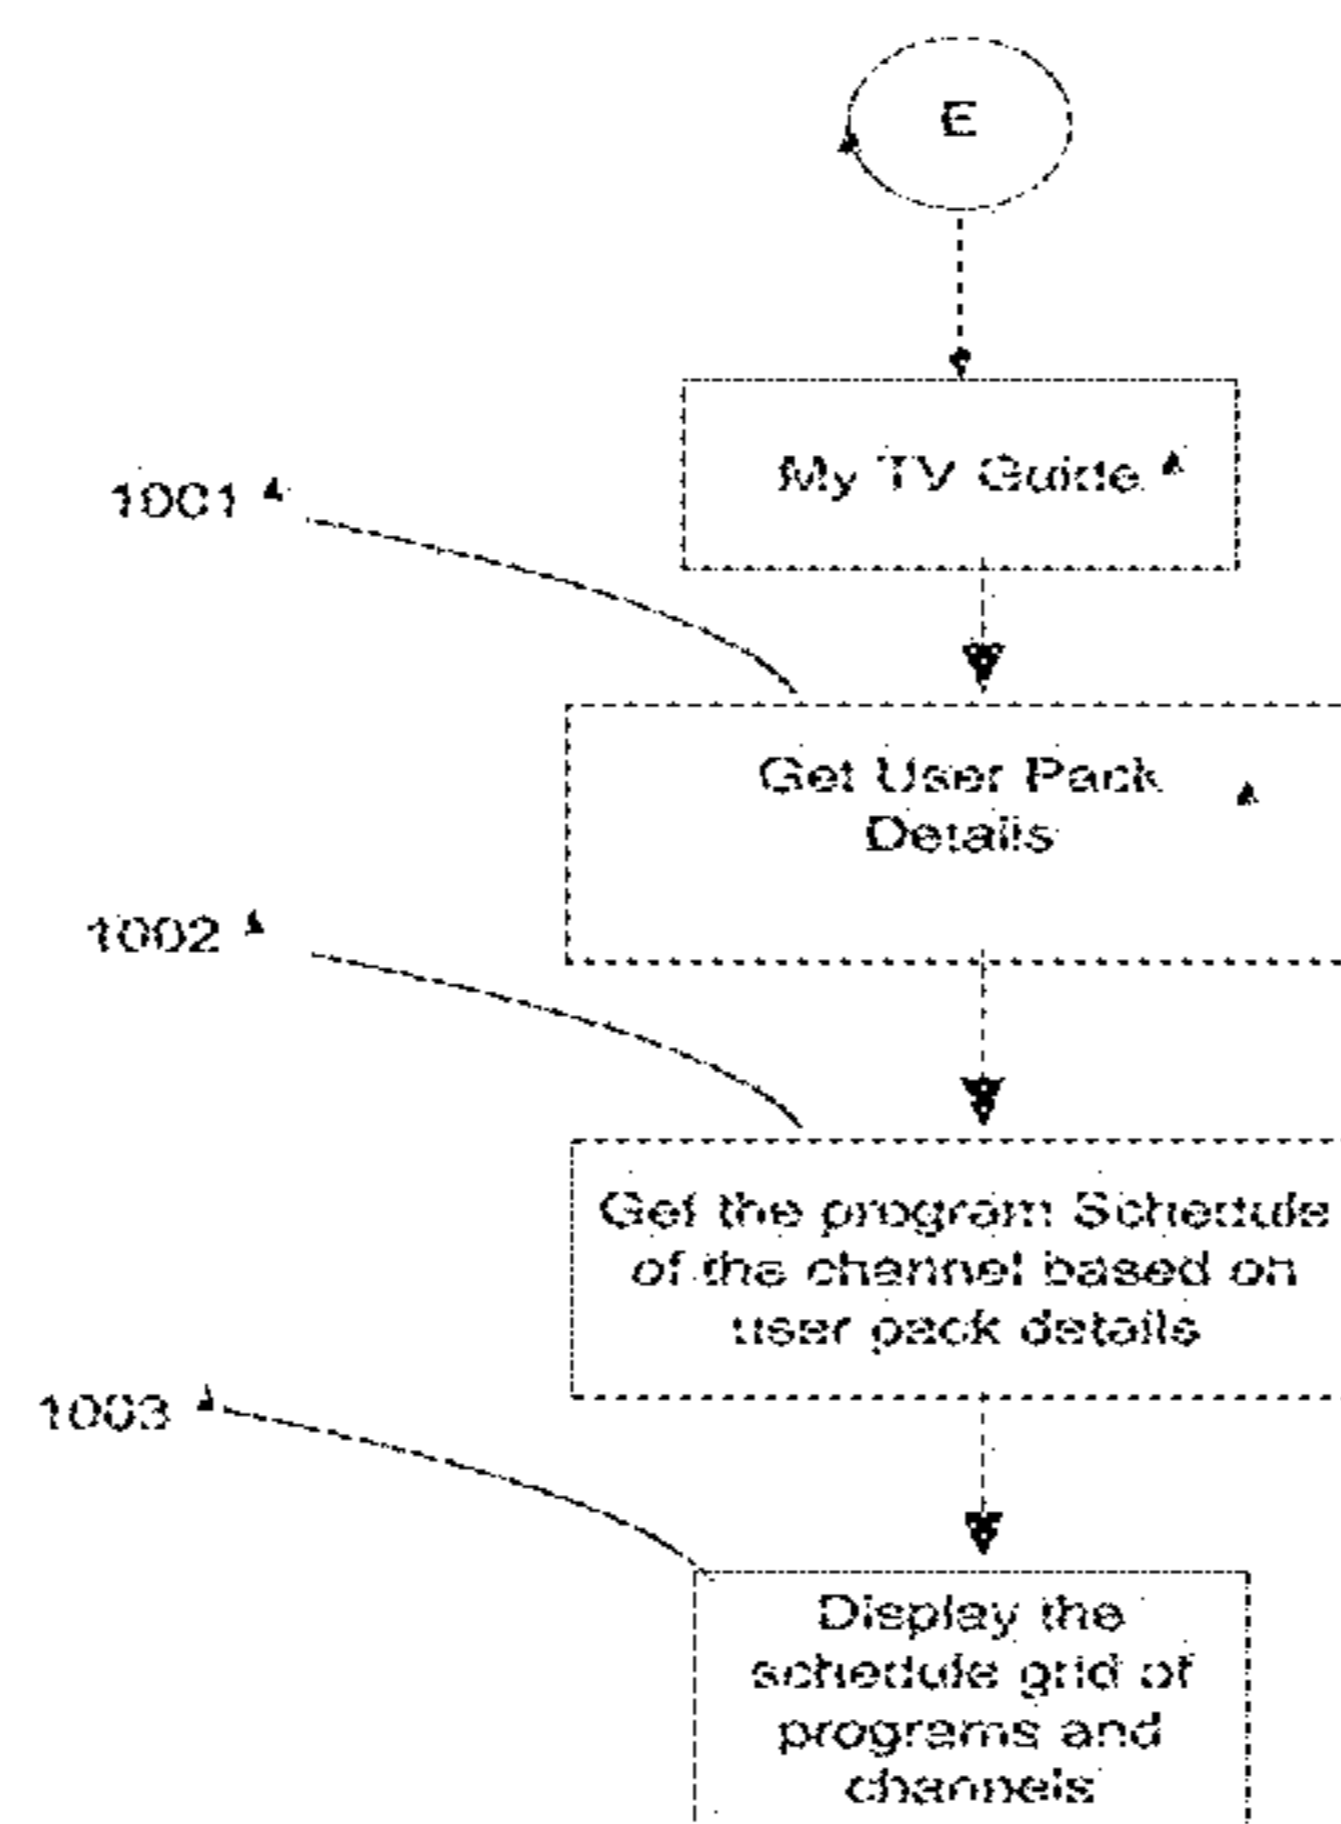 E
My TV Guide
1001
Get User Pack
Details
1002
Get the program Schedule
of the channel based on
user pack details
1003
Display the
schedule grid of
programs and
channels